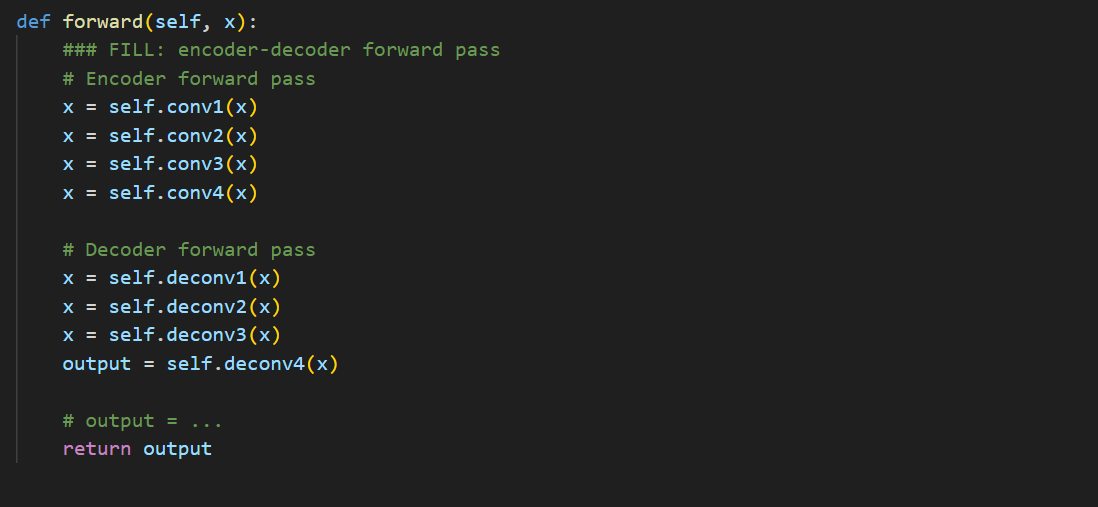 def forward(self, x):
    ### FILL: encoder-decoder forward pass
    # Encoder forward pass
    x = self.conv1(x)
    x = self.conv2(x)
    x = self.conv3(x)
    x = self.conv4(x)

    # Decoder forward pass
    x = self.deconv1(x)
    x = self.deconv2(x)
    x = self.deconv3(x)
    output = self.deconv4(x)

    # output = ...
    return output